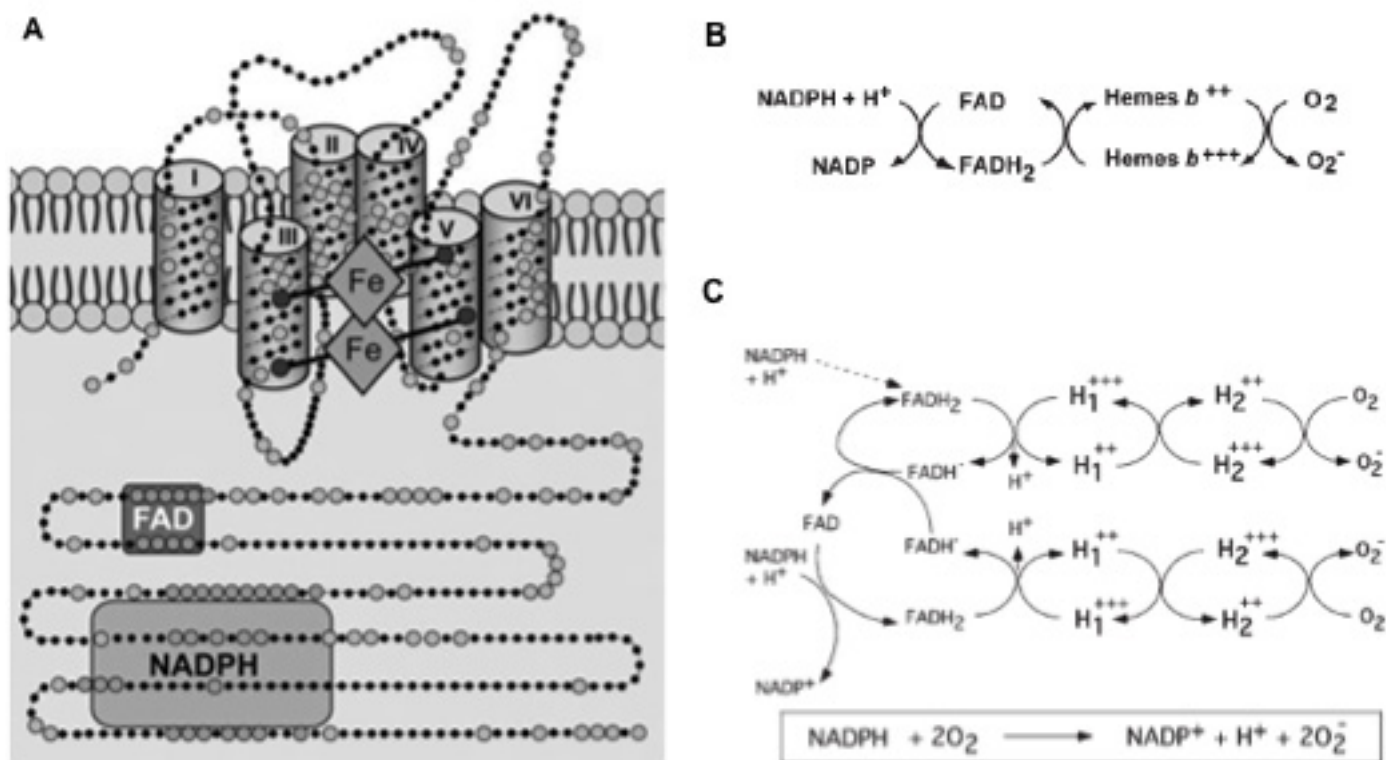 A
I
II
IV
III
V
VI
Fe
Fe
FAD
NADPH
B
NADPH + H⁺ FAD Hemes b⁺⁺ O₂
NADP FADH₂ Hemes b⁺⁺⁺ O₂⁻
C
NADPH
+ H⁺
FADH₂ H₁⁺⁺⁺ H₂⁺⁺ O₂
FADH· H⁺ H₁⁺⁺ H₂⁺⁺⁺ O₂⁻
FAD
NADPH
+ H⁺
FADH· H⁺ H₁⁺⁺ H₂⁺⁺⁺ O₂⁻
FADH₂ H₁⁺⁺⁺ H₂⁺⁺ O₂
NADP⁺
NADPH + 2O₂ → NADP⁺ + H⁺ + 2O₂⁻